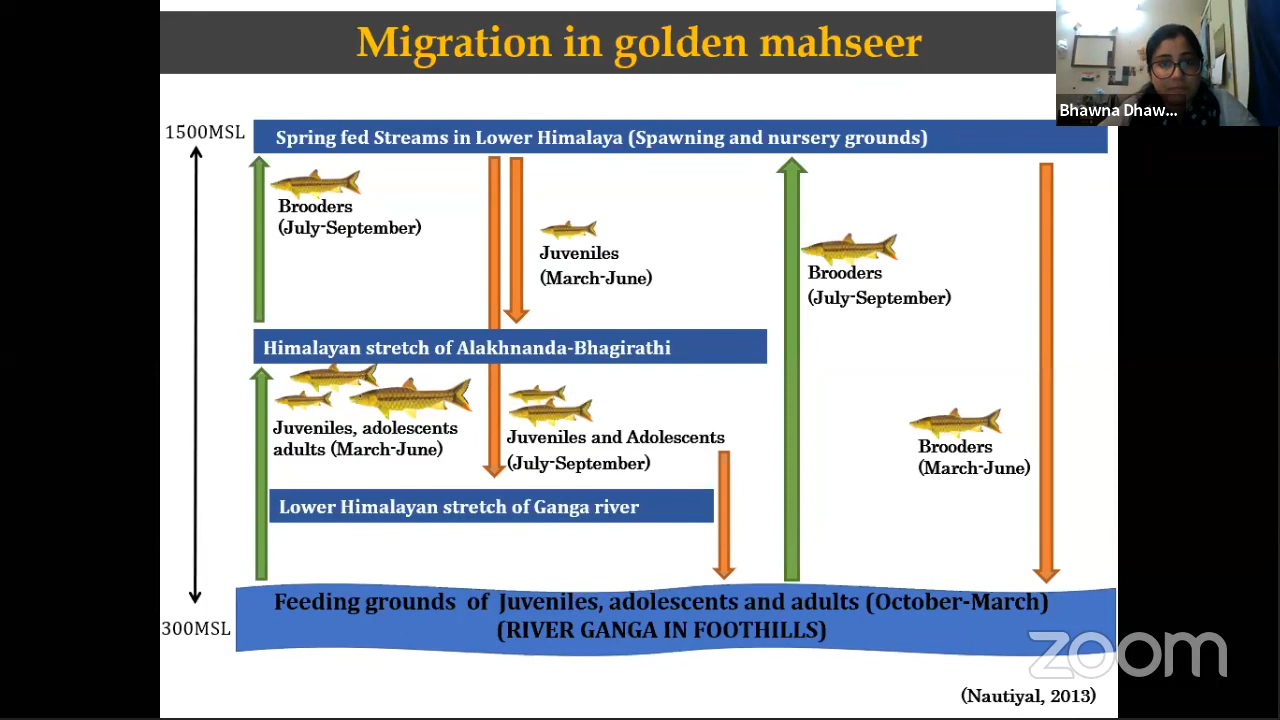 Migration in golden mahseer
Bhawna Dhaw...
1500MSL
Spring fed Streams in Lower Himalaya (Spawning and nursery grounds)
Brooders
(July-September)
Juveniles
(March-June)
Brooders
(July-September)
Himalayan stretch of Alakhnanda-Bhagirathi
Juveniles, adolescents
adults (March-June)
Juveniles and Adolescents
(July-September)
Brooders
(March-June)
Lower Himalayan stretch of Ganga river
Feeding grounds of Juveniles, adolescents and adults (October-March)
(RIVER GANGA IN FOOTHILLS)
300MSL
zoom
(Nautiyal, 2013)